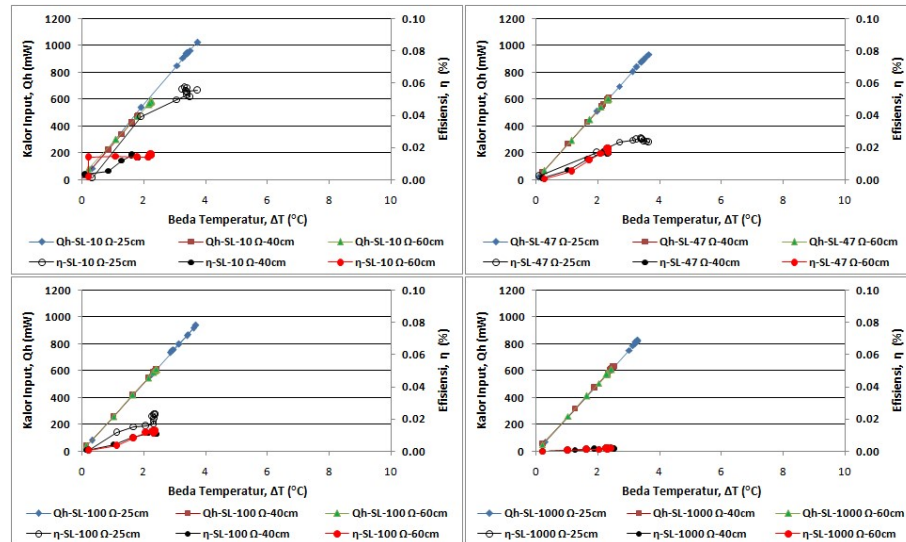 1200 0.10
1000 0.08
800
600 0.06
400 0.04
200 0.02
0 0.00
0 2 4 6 8 10
Kalor Input, Qh (mW)
Efisiensi, η (%)
Beda Temperatur, ΔT (°C)
Qh-SL-10 Ω-25cm Qh-SL-10 Ω-40cm Qh-SL-10 Ω-60cm
η-SL-10 Ω-25cm η-SL-10 Ω-40cm η-SL-10 Ω-60cm
1200 0.10
1000 0.08
800
600 0.06
400 0.04
200 0.02
0 0.00
0 2 4 6 8 10
Kalor Input, Qh (mW)
Efisiensi, η (%)
Beda Temperatur, ΔT (°C)
Qh-SL-47 Ω-25cm Qh-SL-47 Ω-40cm Qh-SL-47 Ω-60cm
η-SL-47 Ω-25cm η-SL-47 Ω-40cm η-SL-47 Ω-60cm
1200 0.10
1000 0.08
800
600 0.06
400 0.04
200 0.02
0 0.00
0 2 4 6 8 10
Kalor Input, Qh (mW)
Efisiensi, η (%)
Beda Temperatur, ΔT (°C)
Qh-SL-100 Ω-25cm Qh-SL-100 Ω-40cm Qh-SL-100 Ω-60cm
η-SL-100 Ω-25cm η-SL-100 Ω-40cm η-SL-100 Ω-60cm
1200 0.10
1000 0.08
800
600 0.06
400 0.04
200 0.02
0 0.00
0 2 4 6 8 10
Kalor Input, Qh (mW)
Efisiensi, η (%)
Beda Temperatur, ΔT (°C)
Qh-SL-1000 Ω-25cm Qh-SL-1000 Ω-40cm Qh-SL-1000 Ω-60cm
η-SL-1000 Ω-25cm η-SL-1000 Ω-40cm η-SL-1000 Ω-60cm